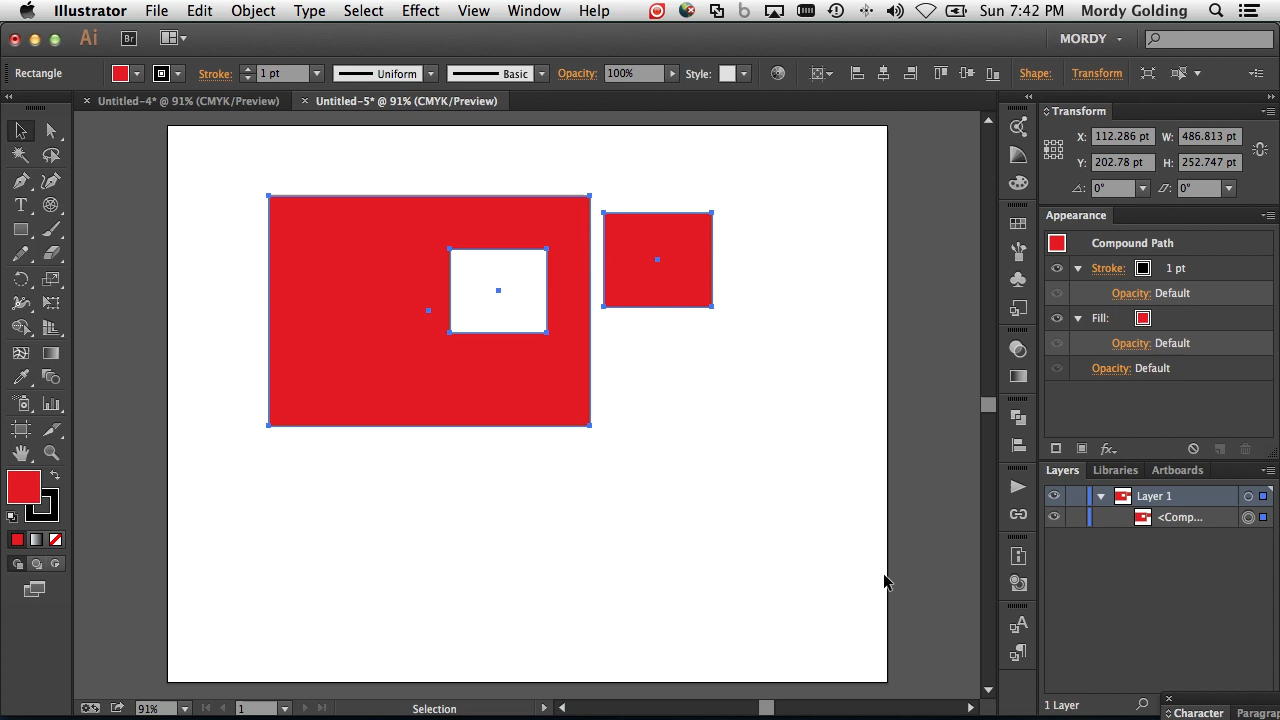 Illustrator File Edit Object Type Select Effect View Window Help Sun 7:42 PM Mordy Golding
Ai Br MORDY
Rectangle Stroke: 1 pt Uniform Basic Opacity: 100% Style: Shape: Transform
Untitled-4* @ 91% (CMYK/Preview) Untitled-5* @ 91% (CMYK/Preview)
Transform
X: 112.286 pt W: 486.813 pt
Y: 202.78 pt H: 252.747 pt
0° 0°
Appearance
Compound Path
Stroke: 1 pt
Opacity: Default
Fill:
Opacity: Default
Opacity: Default
fx
Layers Libraries Artboards
Layer 1
<Comp...
1 Layer
Character Paragrap
91% 1 Selection